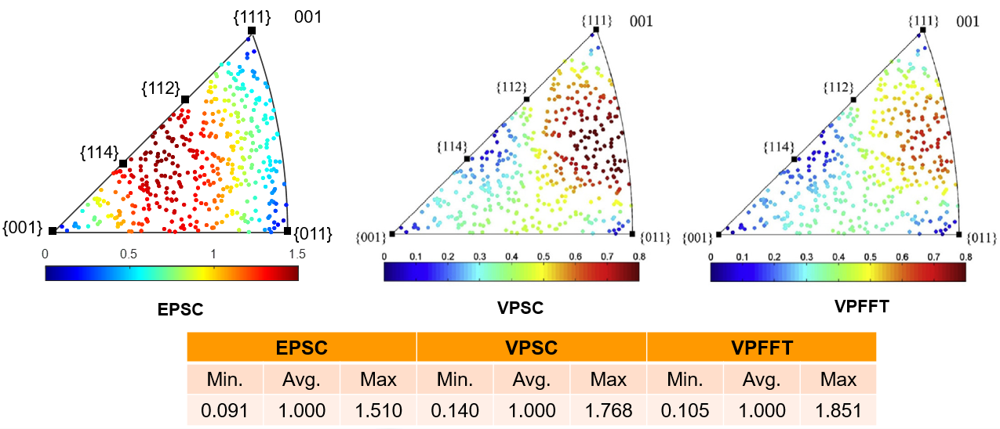 {111} 001
{112}
{114}
{001} {011}
0 0.5 1 1.5
EPSC
{111} 001
{112}
{114}
{001} {011}
0 0.1 0.2 0.3 0.4 0.5 0.6 0.7 0.8
VPSC
{111} 001
{112}
{114}
{001} {011}
0 0.1 0.2 0.3 0.4 0.5 0.6 0.7 0.8
VPFFT
EPSC VPSC VPFFT
Min. Avg. Max Min. Avg. Max Min. Avg. Max
0.091 1.000 1.510 0.140 1.000 1.768 0.105 1.000 1.851